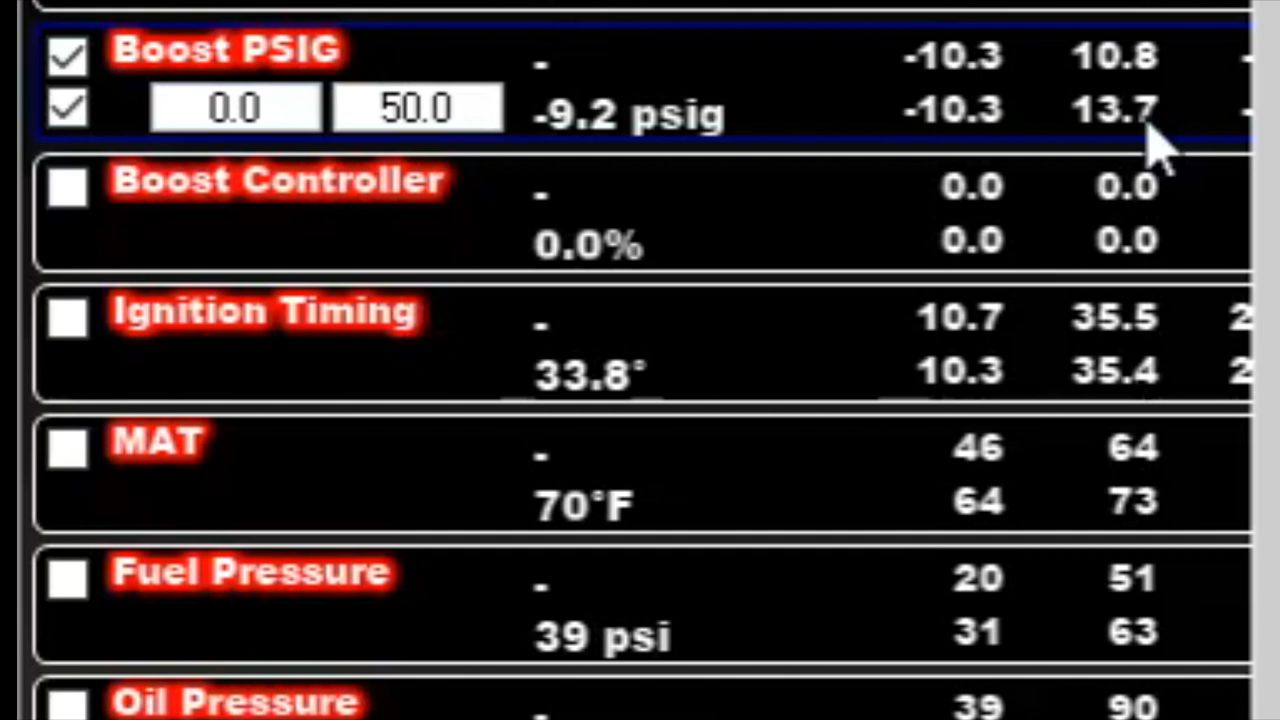 Boost PSIG - -10.3 10.8 -
0.0 50.0 -9.2 psig -10.3 13.7 -
Boost Controller - 0.0 0.0
0.0% 0.0 0.0
Ignition Timing - 10.7 35.5 2
33.8° 10.3 35.4 2
MAT - 46 64
70°F 64 73
Fuel Pressure - 20 51
39 psi 31 63
Oil Pressure - 39 90